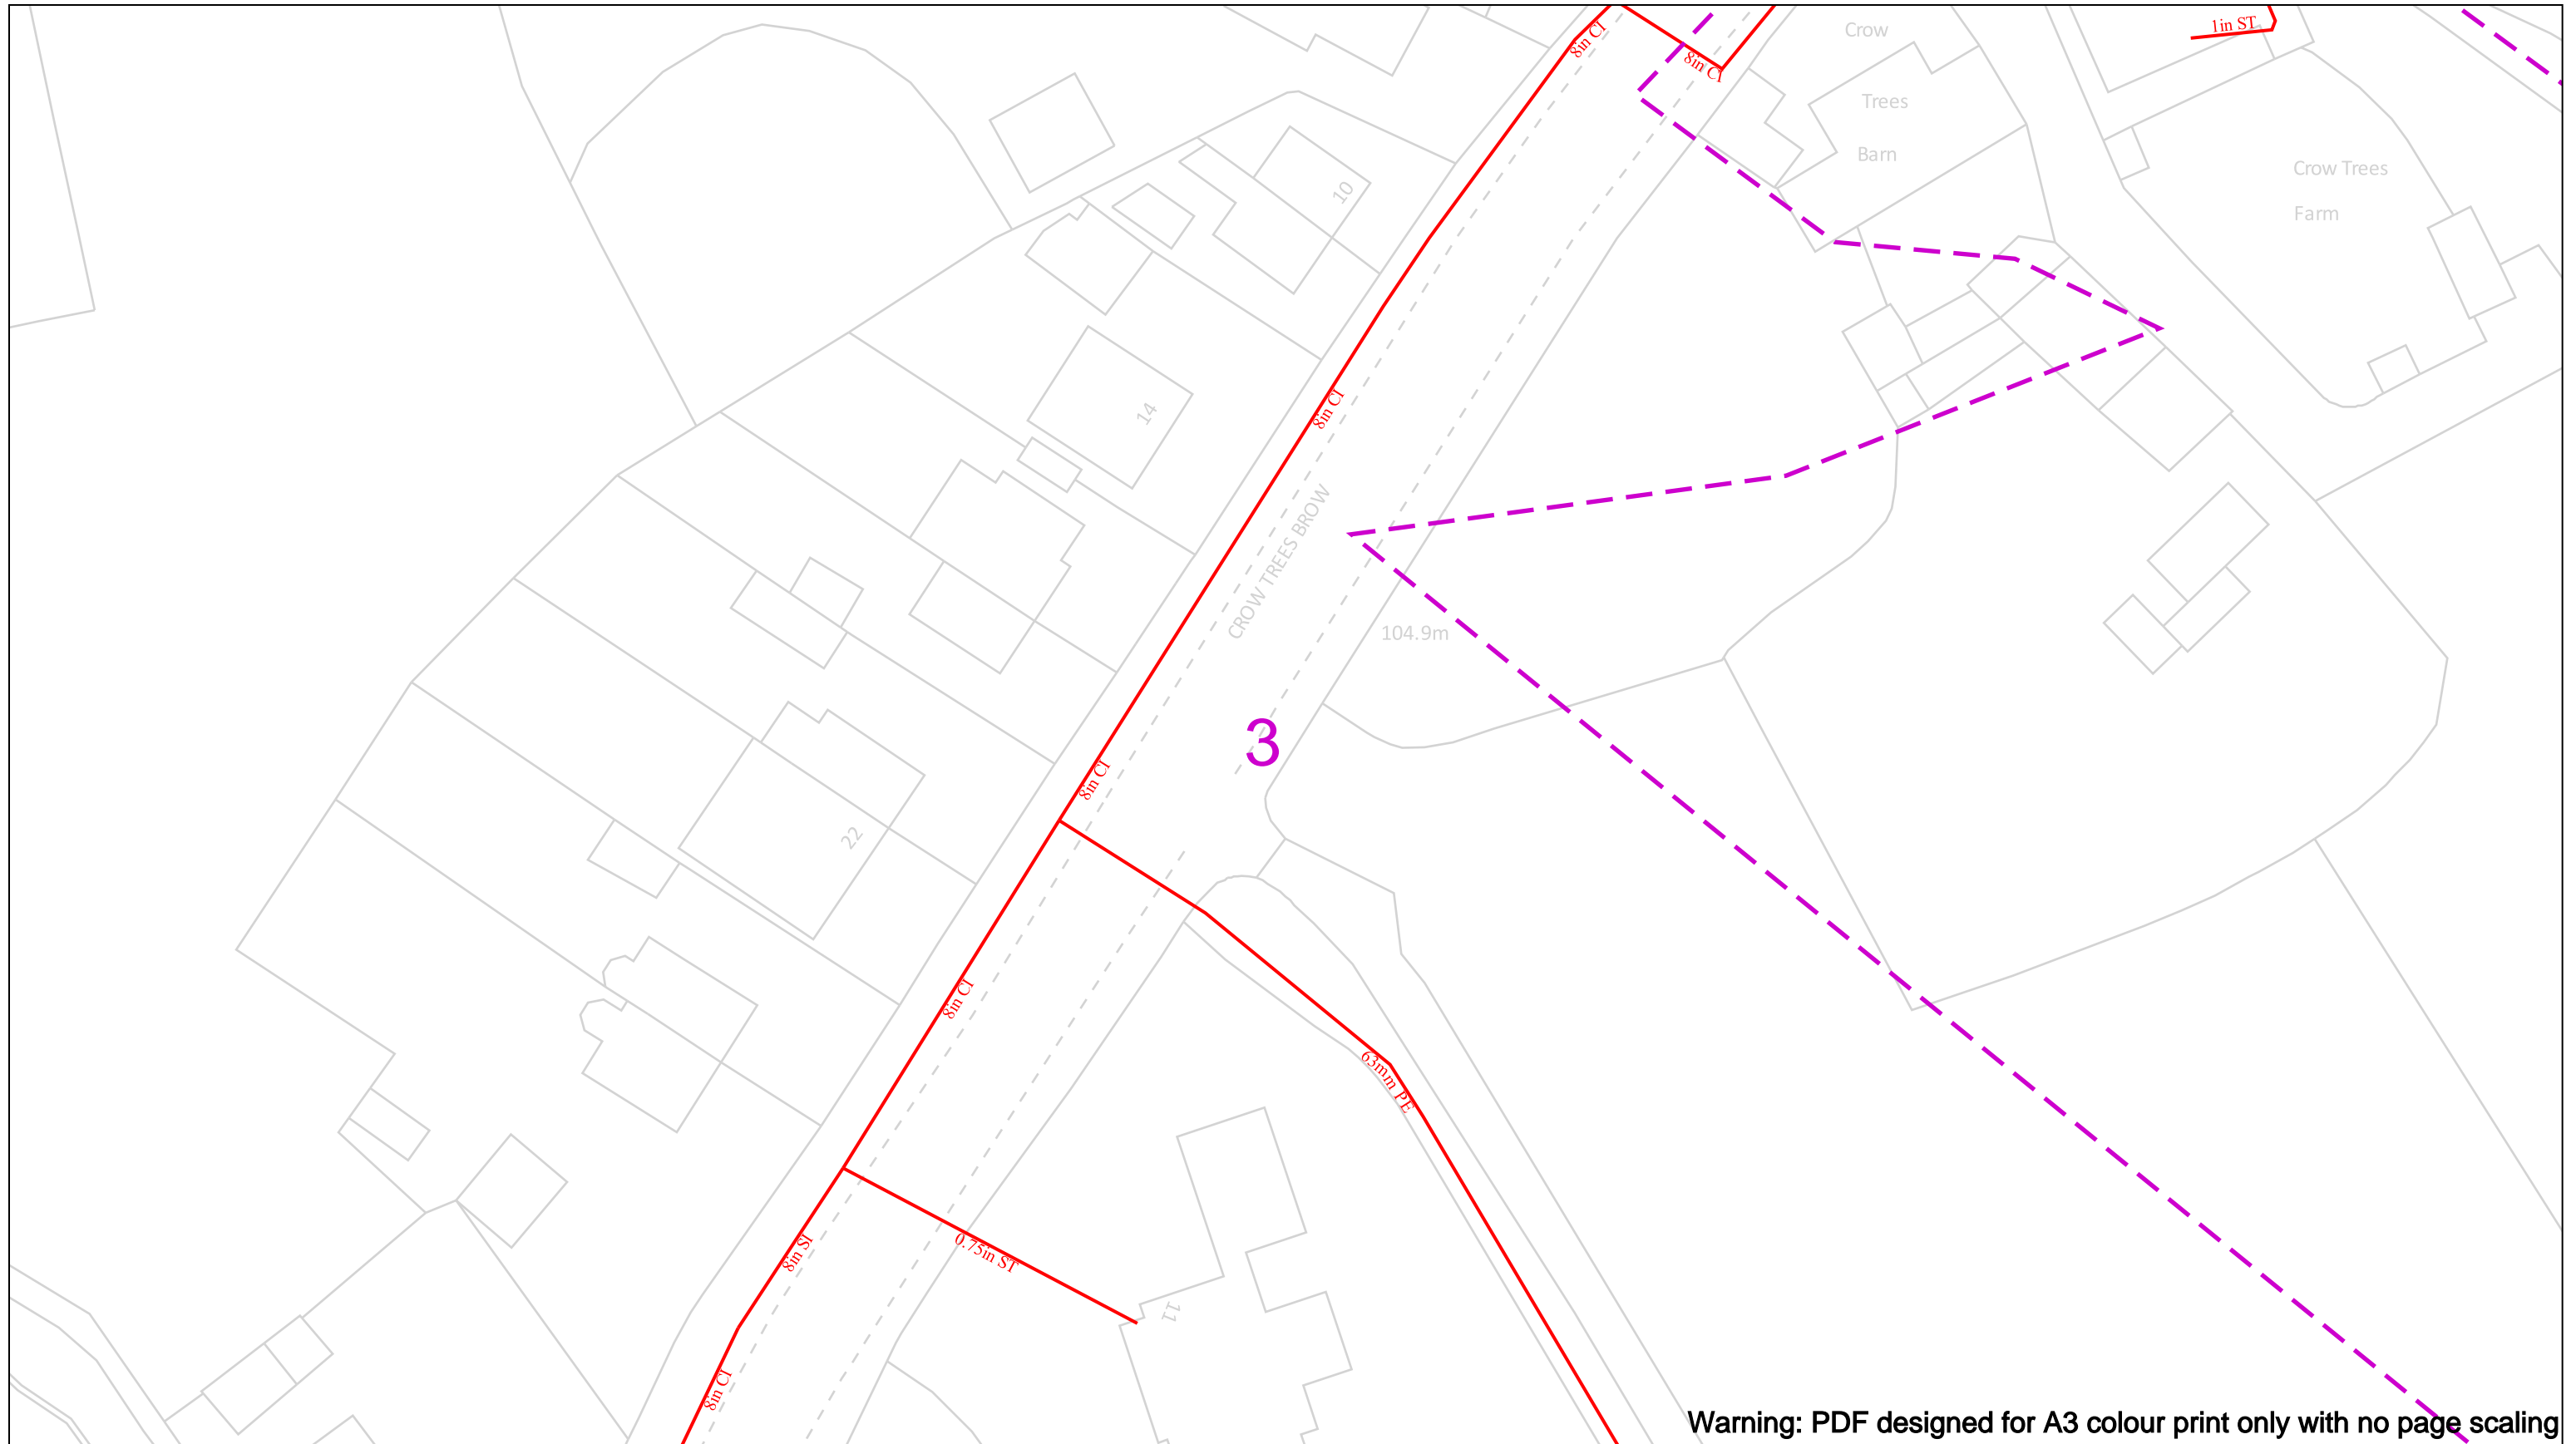 8in CI
8in CI
1in ST
Crow
Trees
Barn
Crow Trees
Farm
10
14
8in CI
CROW TREES BROW
104.9m
3
8in CI
22
8in CI
63mm PE
8in SI
0.75in ST
11
8in CI
Warning: PDF designed for A3 colour print only with no page scaling